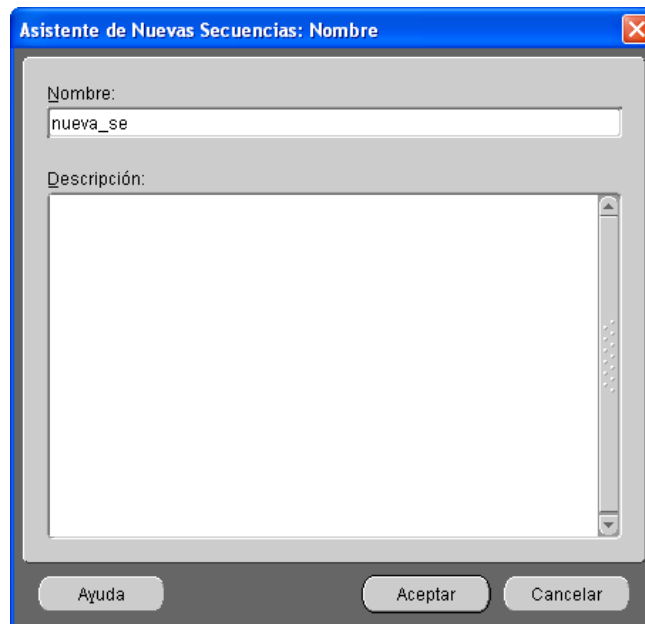 Asistente de Nuevas Secuencias: Nombre
Nombre:
nueva_se
Descripción:
Ayuda Aceptar Cancelar